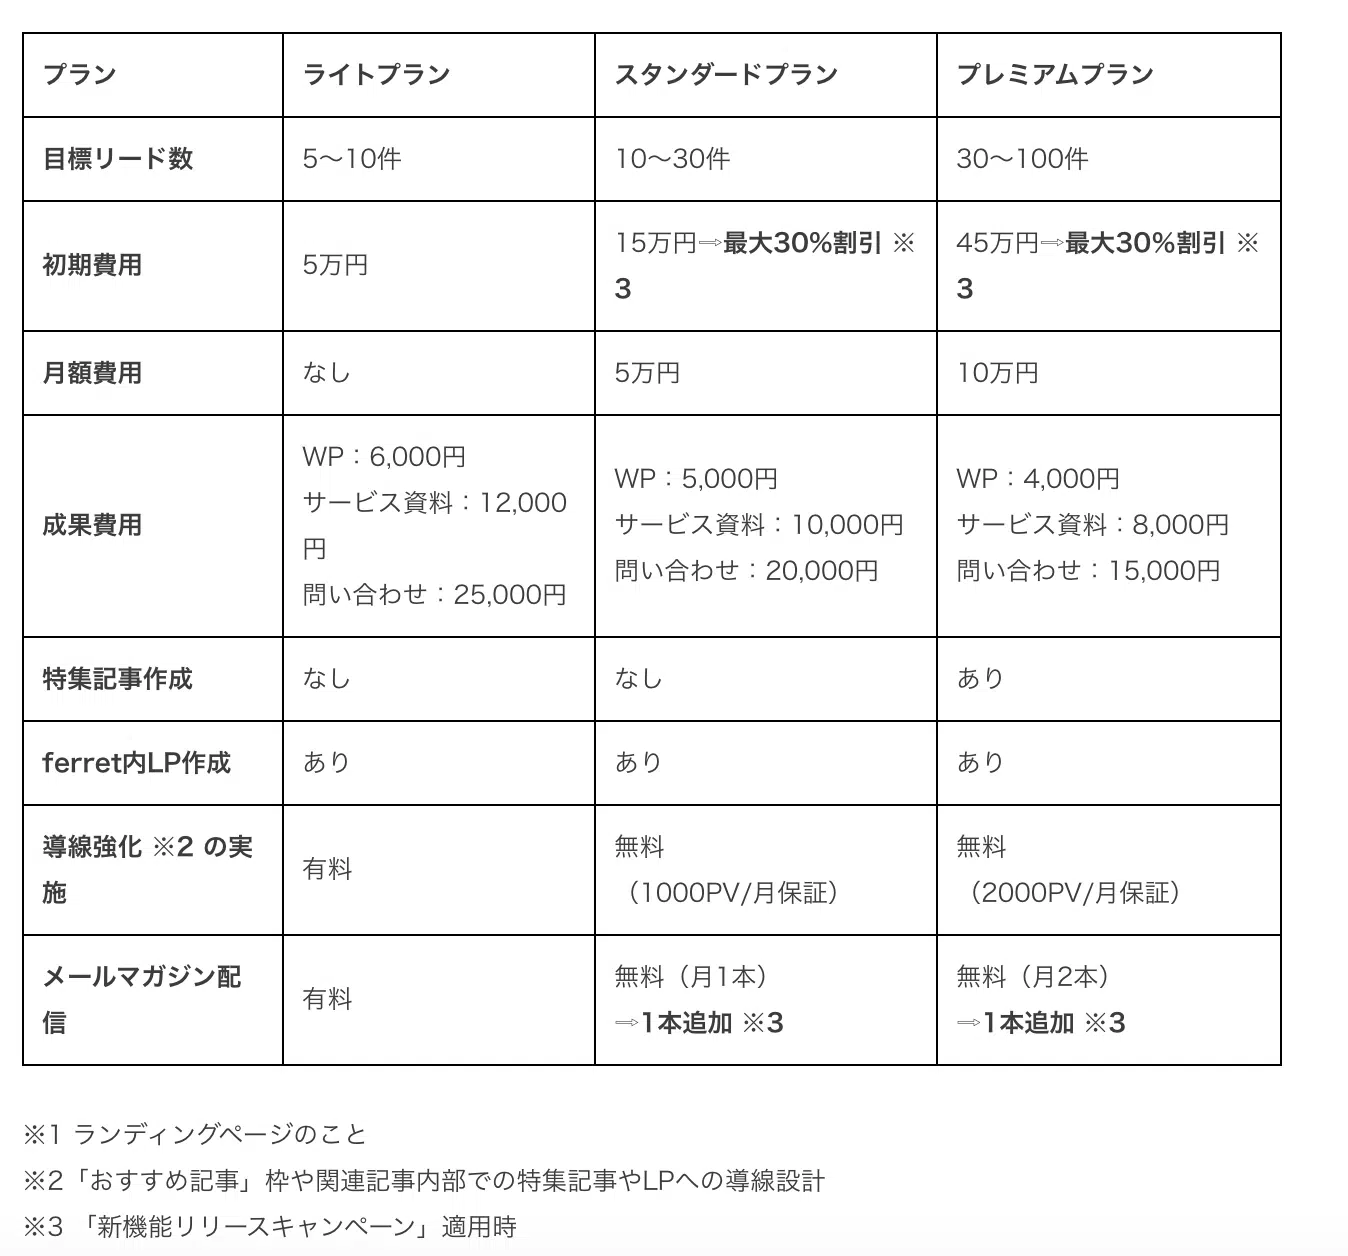 プラン
ライトプラン
スタンダードプラン
プレミアムプラン
目標リード数
5〜10件
10〜30件
30〜100件
初期費用
5万円
15万円⇨最大30%割引 ※
3
45万円⇨最大30%割引 ※
3
月額費用
なし
5万円
10万円
成果費用
WP：6,000円
サービス資料：12,000
円
問い合わせ：25,000円
WP：5,000円
サービス資料：10,000円
問い合わせ：20,000円
WP：4,000円
サービス資料：8,000円
問い合わせ：15,000円
特集記事作成
なし
なし
あり
ferret内LP作成
あり
あり
あり
導線強化 ※2 の実
施
有料
無料
（1000PV/月保証）
無料
（2000PV/月保証）
メールマガジン配
信
有料
無料（月1本）
⇨1本追加 ※3
無料（月2本）
⇨1本追加 ※3
※1 ランディングページのこと
※2「おすすめ記事」枠や関連記事内部での特集記事やLPへの導線設計
※3 「新機能リリースキャンペーン」適用時